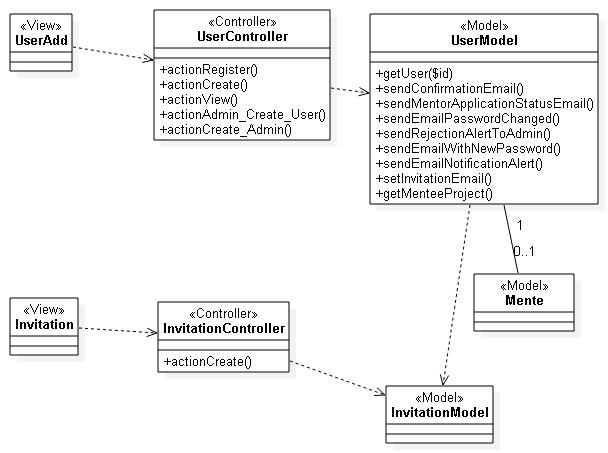 «View»
UserAdd
«Controller»
UserController
+actionRegister()
+actionCreate()
+actionView()
+actionAdmin_Create_User()
+actionCreate_Admin()
«Model»
UserModel
+getUser($id)
+sendConfirmationEmail()
+sendMentorApplicationStatusEmail()
+sendEmailPasswordChanged()
+sendRejectionAlertToAdmin()
+sendEmailWithNewPassword()
+sendEmailNotificationAlert()
+setInvitationEmail()
+getMenteeProject()
1
0..1
«Model»
Mente
«View»
Invitation
«Controller»
InvitationController
+actionCreate()
«Model»
InvitationModel